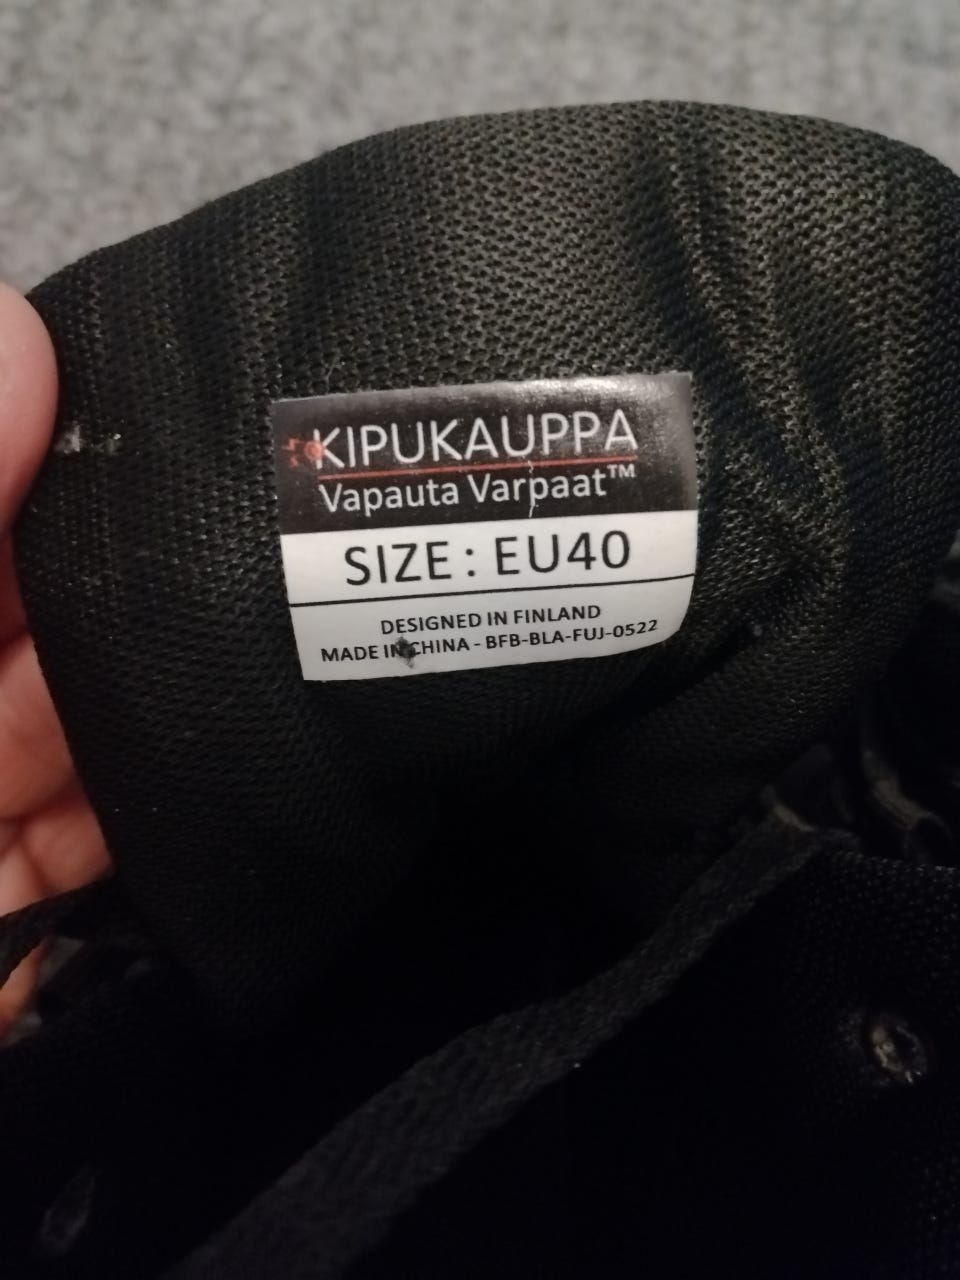 KIPUKAUPPA
Vapauta Varpaat™
SIZE : EU40
DESIGNED IN FINLAND
MADE IN CHINA - BFB-BLA-FUJ-0522